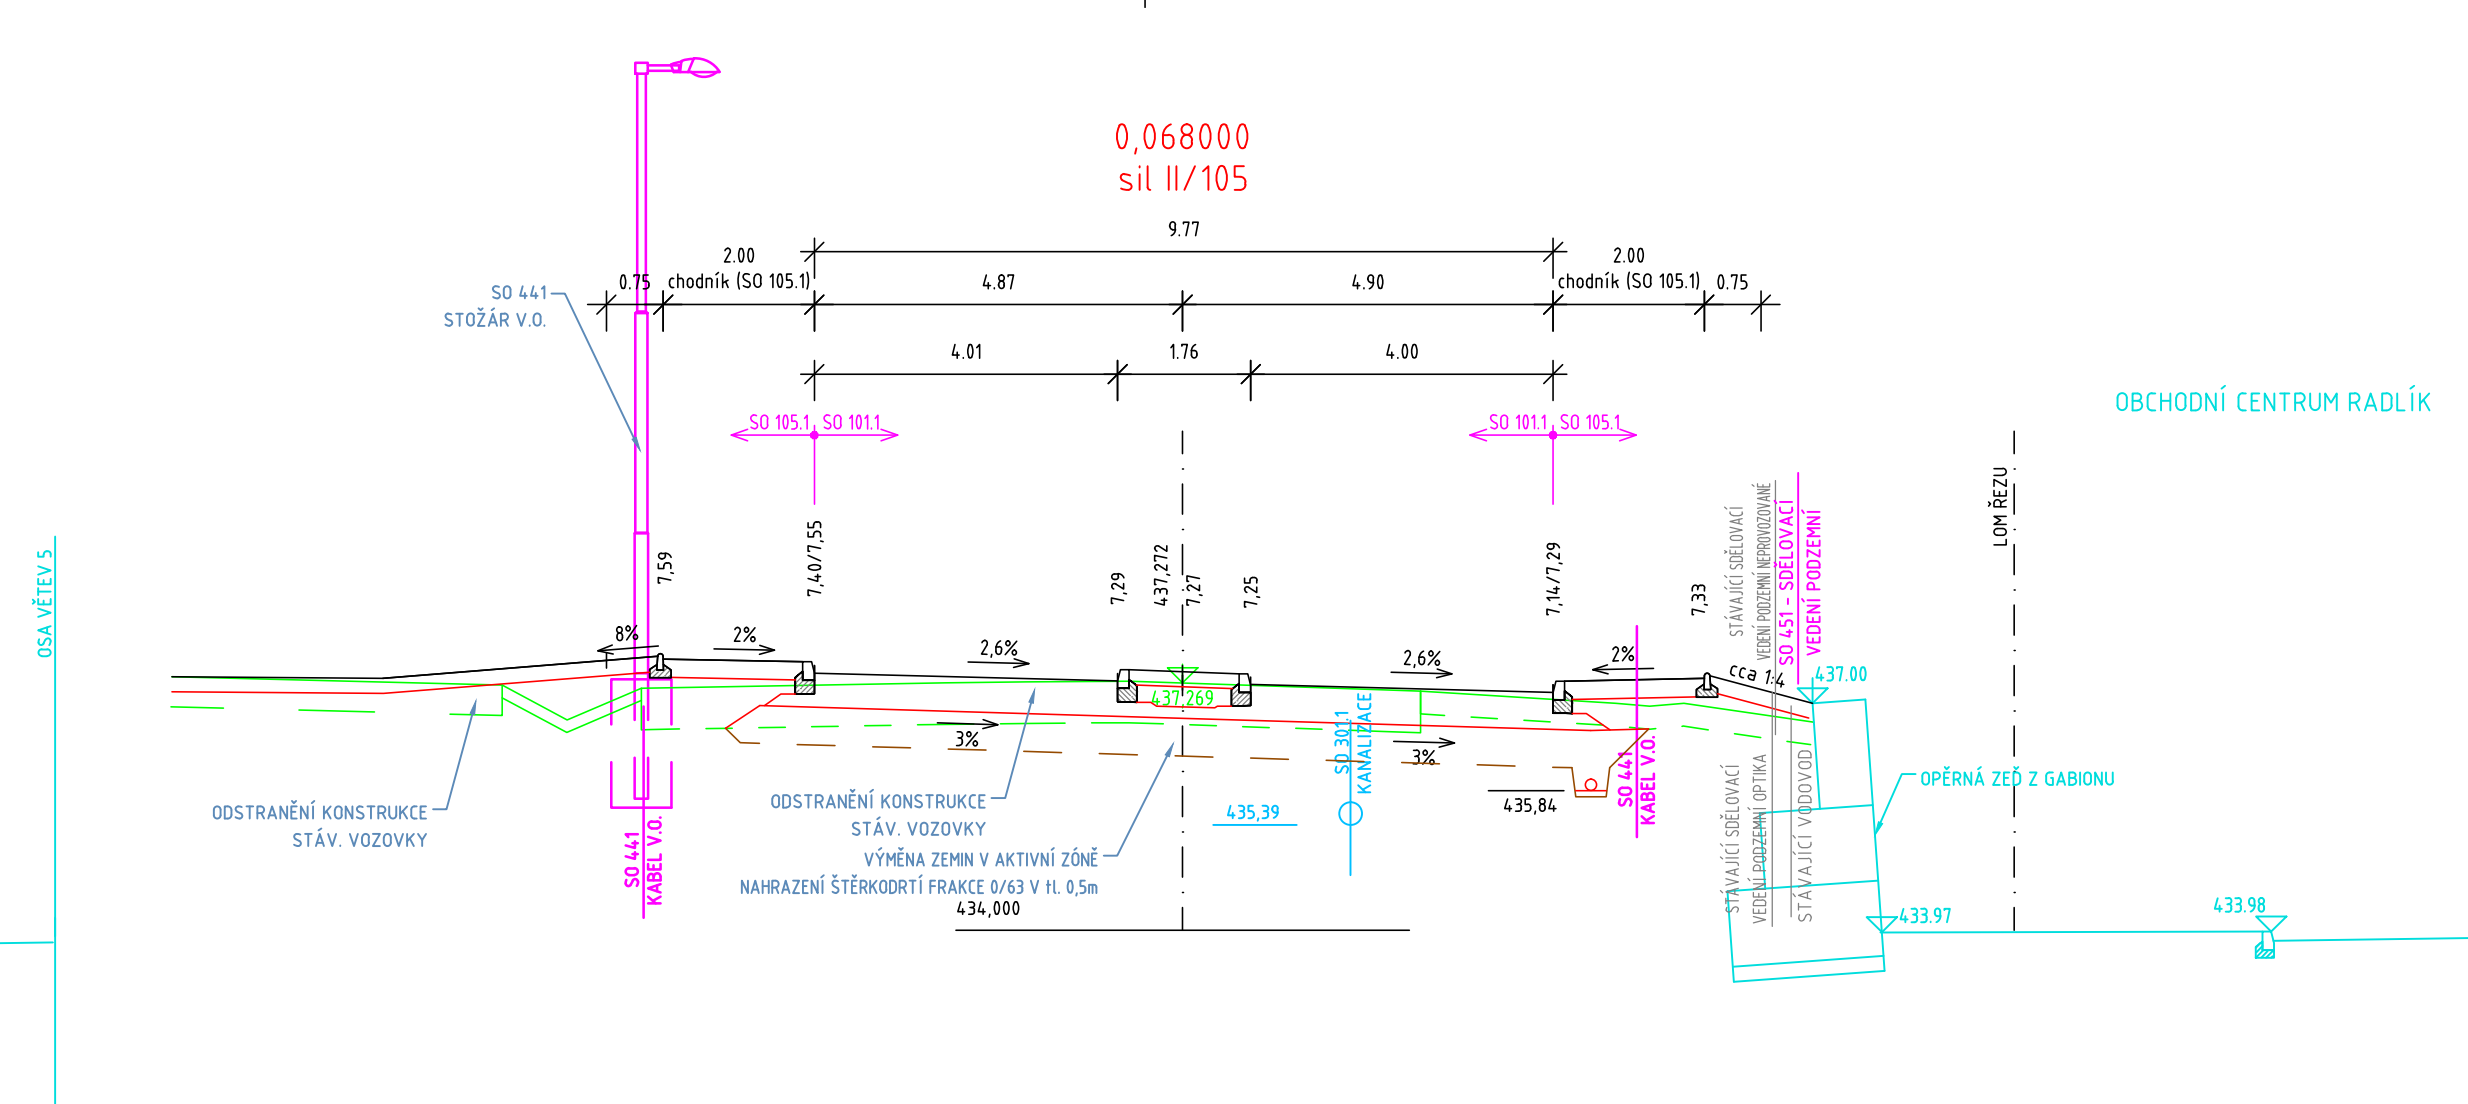 0,068000
sil II/105
9.77
2.00
2.00
0.75
chodník (SO 105.1)
4.87
4.90
chodník (SO 105.1)
0.75
SO 441
STOŽÁR V.O.
4.01
1.76
4.00
SO 105.1
SO 101.1
SO 101.1
SO 105.1
OBCHODNÍ CENTRUM RADLÍK
OSA VĚTEV 5
7,59
7,40/7,55
7,29
437,272
7,27
7,25
7,14/7,29
7,33
STÁVAJÍCÍ SDĚLOVACÍ
VEDENÍ PODZEMNÍ NEPROVOZOVANÉ
SO 451 - SDĚLOVACÍ
VEDENÍ PODZEMNÍ
LOM ŘEZU
8%
2%
2,6%
2,6%
2%
cca 1:4
437.00
437.269
3%
3%
SO 301.1
KANALIZACE
SO 441
KABEL V.O.
435,84
435,39
ODSTRANĚNÍ KONSTRUKCE
STÁV. VOZOVKY
ODSTRANĚNÍ KONSTRUKCE
STÁV. VOZOVKY
VÝMĚNA ZEMIN V AKTIVNÍ ZÓNĚ
NAHRAZENÍ ŠTĚRKODRTÍ FRAKCE 0/63 V tl. 0,5m
SO 441
KABEL V.O.
434,000
STÁVAJÍCÍ SDĚLOVACÍ
VEDENÍ PODZEMNÍ OPTIKA
STÁVAJÍCÍ VODOVOD
OPĚRNÁ ZEĎ Z GABIONU
433.97
433.98